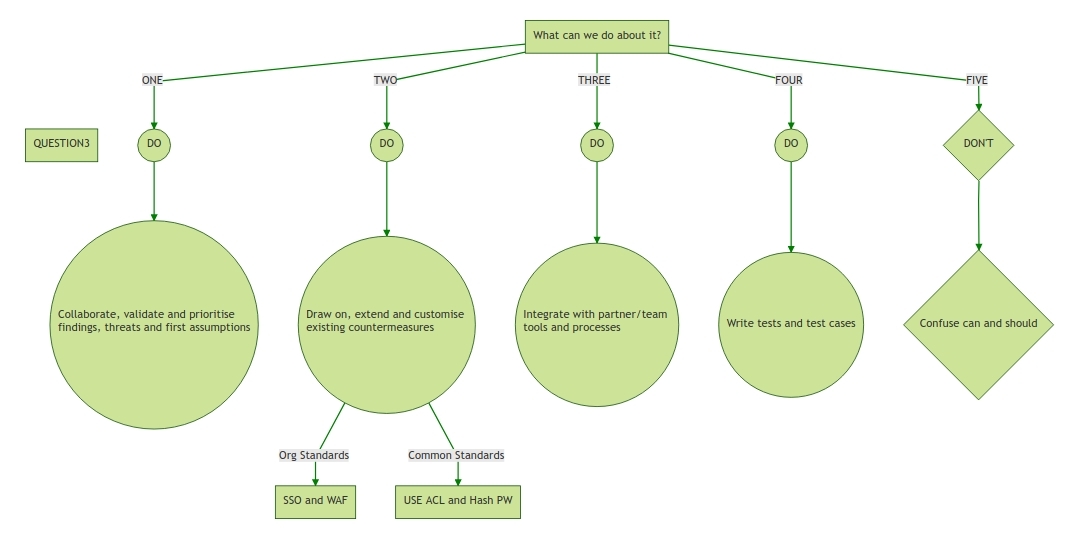 What can we do about it?
ONE
TWO
THREE
FOUR
FIVE
QUESTION3
DO
DO
DO
DO
DON'T
Collaborate, validate and prioritise
findings, threats and first assumptions
Draw on, extend and customise
existing countermeasures
Integrate with partner/team
tools and processes
Write tests and test cases
Confuse can and should
Org Standards
Common Standards
SSO and WAF
USE ACL and Hash PW